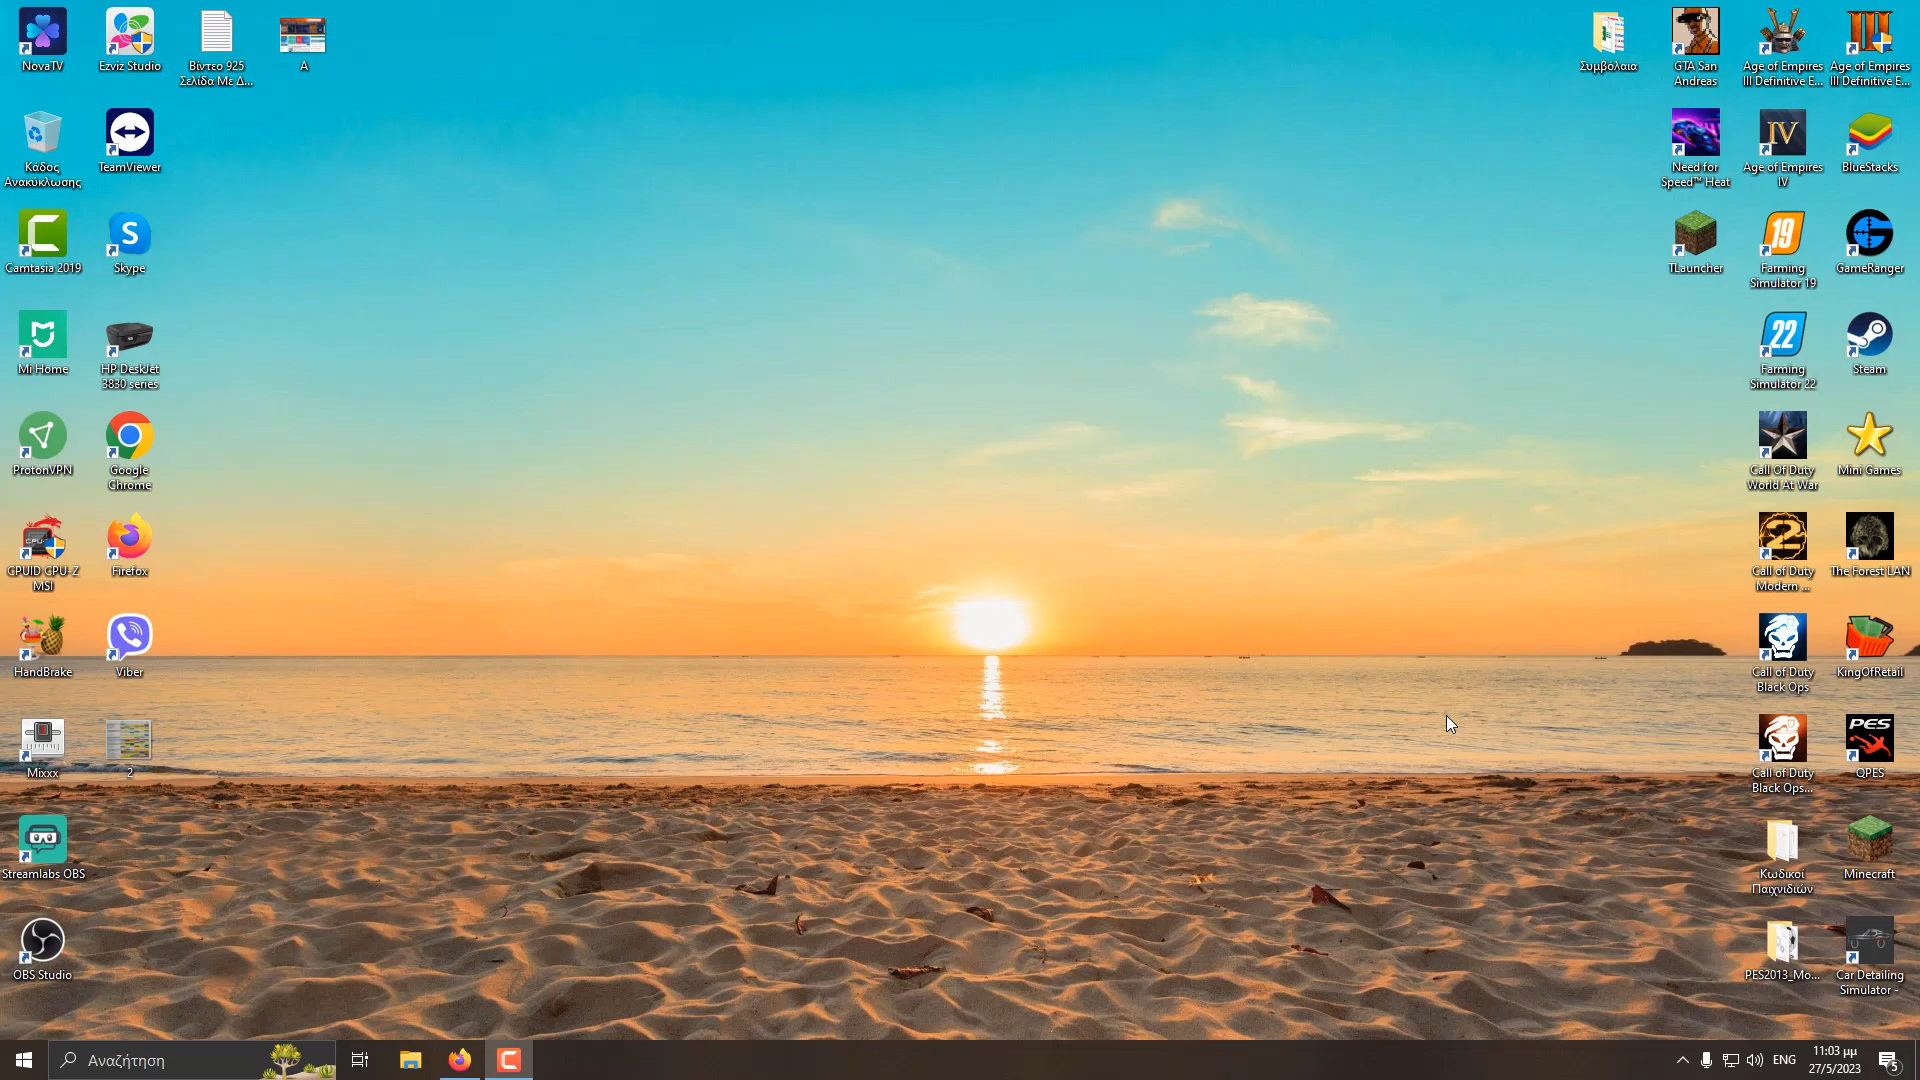 NovaTV
Ezviz Studio
Βίντεο 925
Σελίδα Με Δ...
A
Κάδος
Ανακύκλωσης
TeamViewer
Camtasia 2019
Skype
Mi Home
HP DeskJet
3830 series
ProtonVPN
Google
Chrome
CPUID CPU-Z
MSI
Firefox
HandBrake
Viber
Mixxx
2
Streamlabs OBS
OBS Studio
Συμβόλαια
GTA San
Andreas
Age of Empires
III Definitive E...
Age of Empires
III Definitive E...
Need for
Speed™ Heat
Age of Empires
IV
BlueStacks
TLauncher
Farming
Simulator 19
GameRanger
Farming
Simulator 22
Steam
Call Of Duty
World At War
Mini Games
Call of Duty
Modern ...
The Forest LAN
Call of Duty
Black Ops
KingOfRetail
Call of Duty
Black Ops...
QPES
Κωδικοί
Παιχνιδιών
Minecraft
PES2013_Mo...
Car Detailing
Simulator -
Αναζήτηση
ENG
11:03 μμ
27/5/2023
5